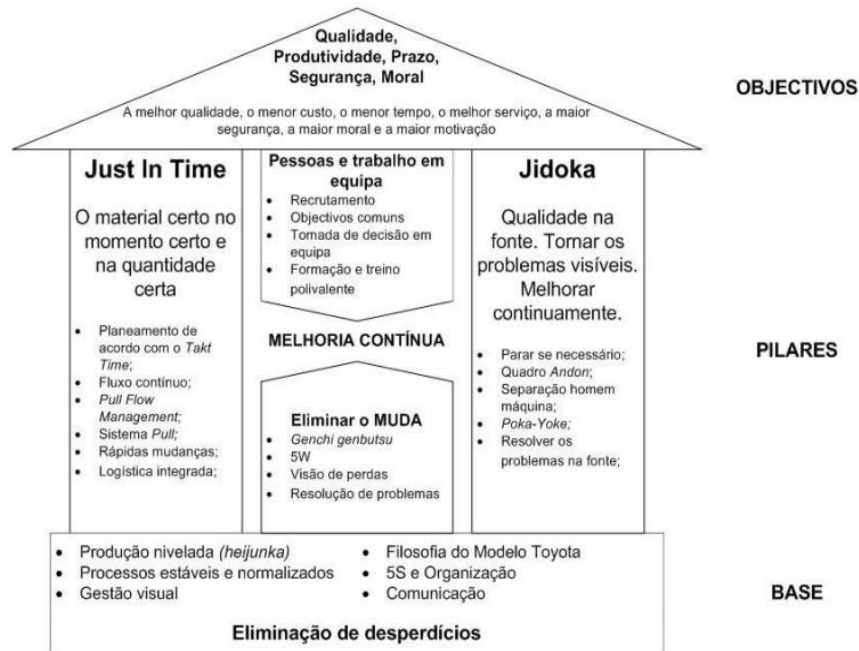 Qualidade,
Produtividade, Prazo,
Segurança, Moral
A melhor qualidade, o menor custo, o menor tempo, o melhor serviço, a maior
segurança, a maior moral e a maior motivação
OBJECTIVOS
Just In Time
O material certo no
momento certo e
na quantidade
certa
• Planeamento de
acordo com o Takt
Time;
• Fluxo contínuo;
• Pull Flow
Management;
• Sistema Pull;
• Rápidas mudanças;
• Logística integrada;
Pessoas e trabalho em
equipa
• Recrutamento
• Objectivos comuns
• Tomada de decisão em
equipa
• Formação e treino
polivalente
MELHORIA CONTÍNUA
Eliminar o MUDA
• Genchi genbutsu
• 5W
• Visão de perdas
• Resolução de problemas
Jidoka
Qualidade na
fonte. Tornar os
problemas visíveis.
Melhorar
continuamente.
• Parar se necessário;
• Quadro Andon;
• Separação homem
máquina;
• Poka-Yoke;
• Resolver os
problemas na fonte;
PILARES
• Produção nivelada (heijunka)
• Processos estáveis e normalizados
• Gestão visual
• Filosofia do Modelo Toyota
• 5S e Organização
• Comunicação
Eliminação de desperdícios
BASE